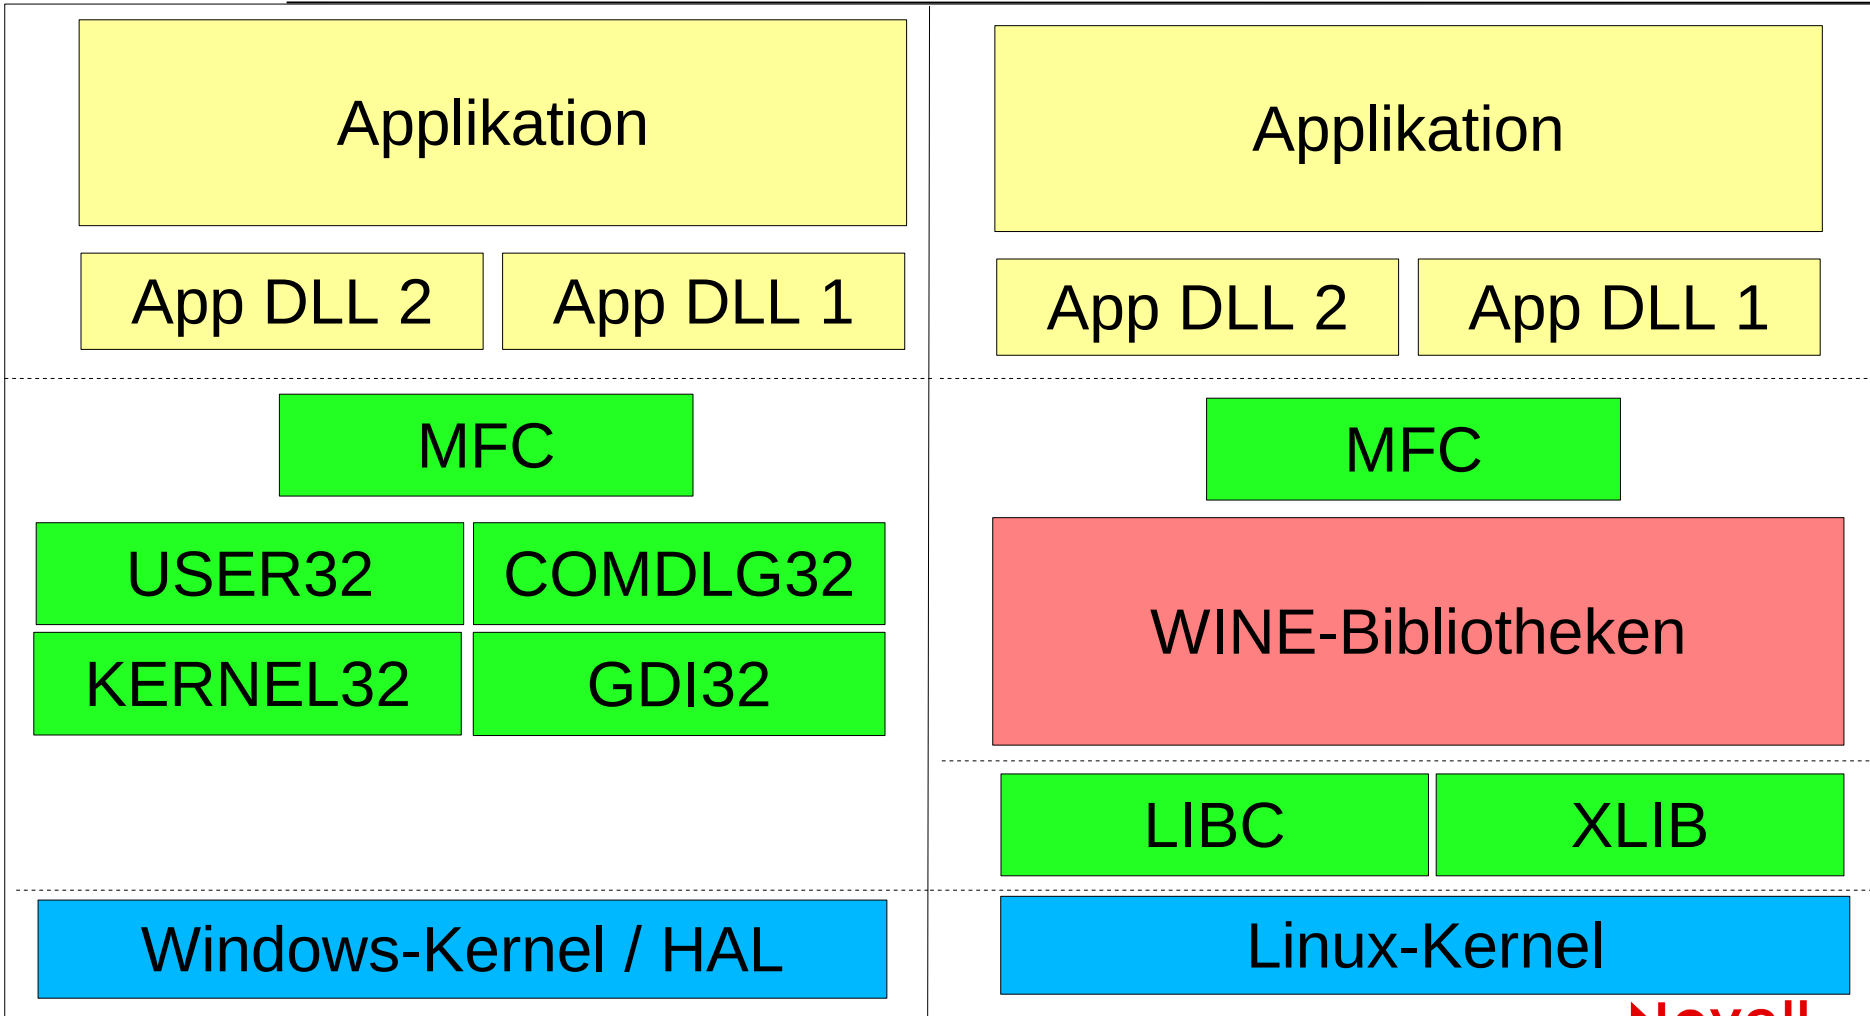 Applikation
App DLL 2
App DLL 1
MFC
USER32
COMDLG32
KERNEL32
GDI32
Windows-Kernel / HAL
Applikation
App DLL 2
App DLL 1
MFC
WINE-Bibliotheken
LIBC
XLIB
Linux-Kernel
Novell